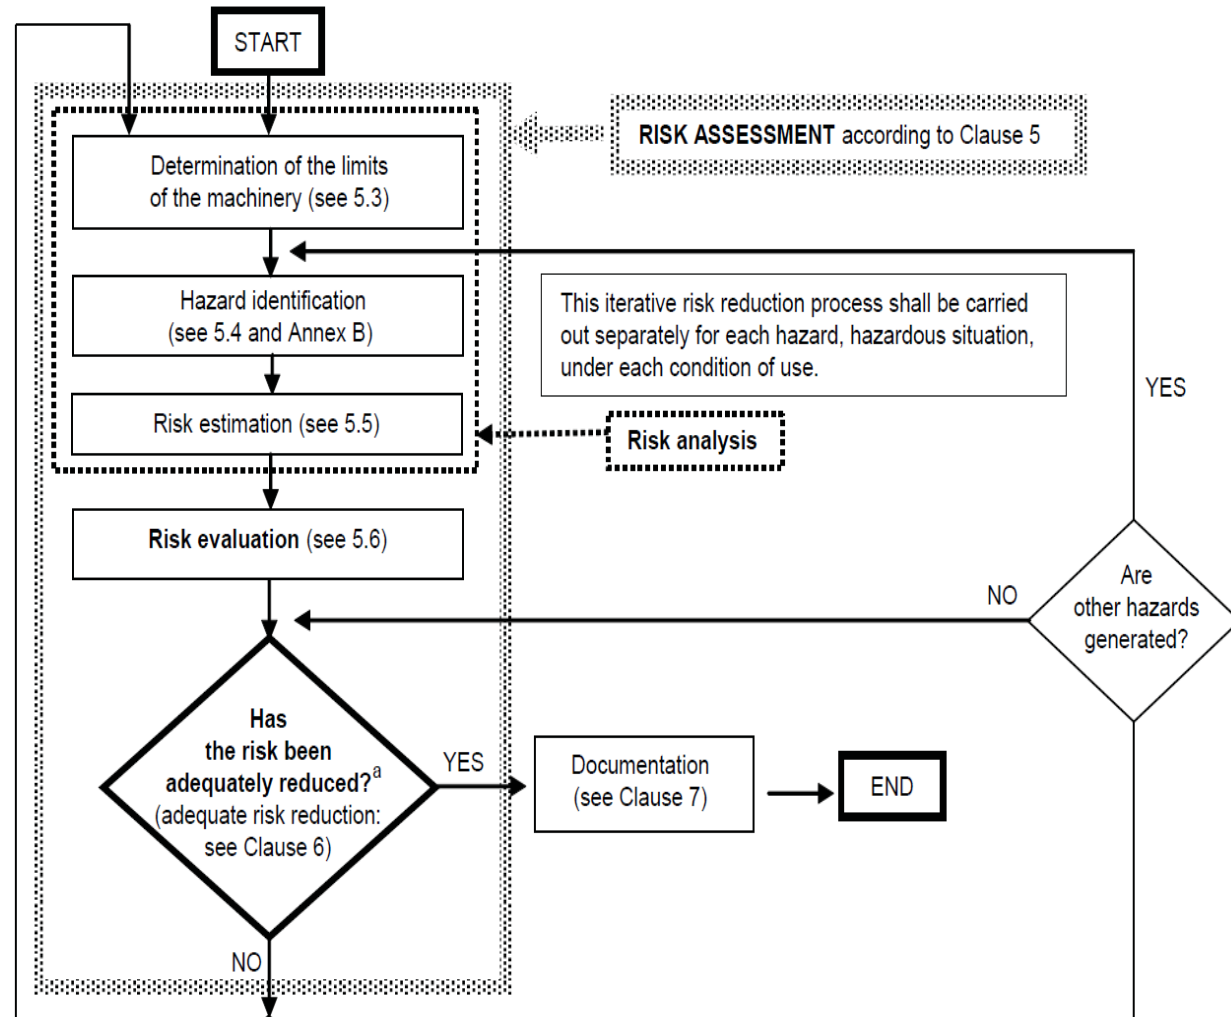 START
RISK ASSESSMENT according to Clause 5
Determination of the limits
of the machinery (see 5.3)
Hazard identification
(see 5.4 and Annex B)
This iterative risk reduction process shall be carried
out separately for each hazard, hazardous situation,
under each condition of use.
YES
Risk estimation (see 5.5)
Risk analysis
Risk evaluation (see 5.6)
NO
Are
other hazards
generated?
Has
the risk been
adequately reduced?a
(adequate risk reduction:
see Clause 6)
YES
Documentation
(see Clause 7)
END
NO